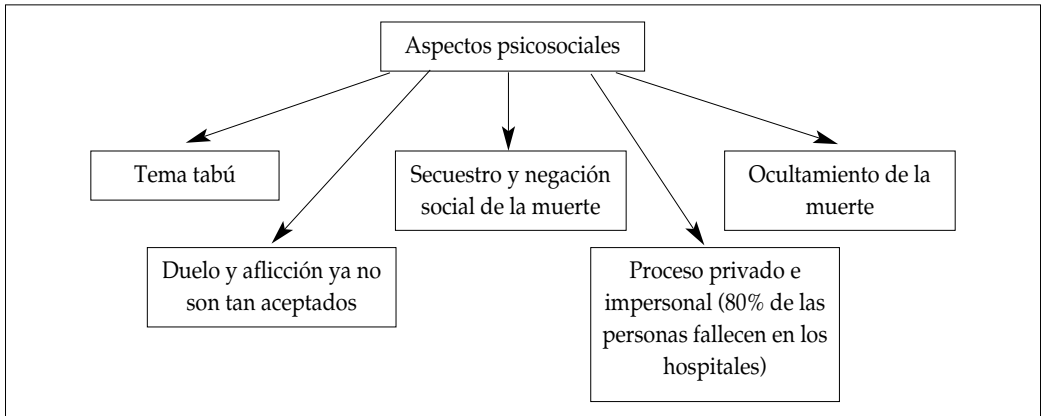 Aspectos psicosociales
Tema tabú
Secuestro y negación
social de la muerte
Ocultamiento de la
muerte
Duelo y aflicción ya no
son tan aceptados
Proceso privado e
impersonal (80% de las
personas fallecen en los
hospitales)